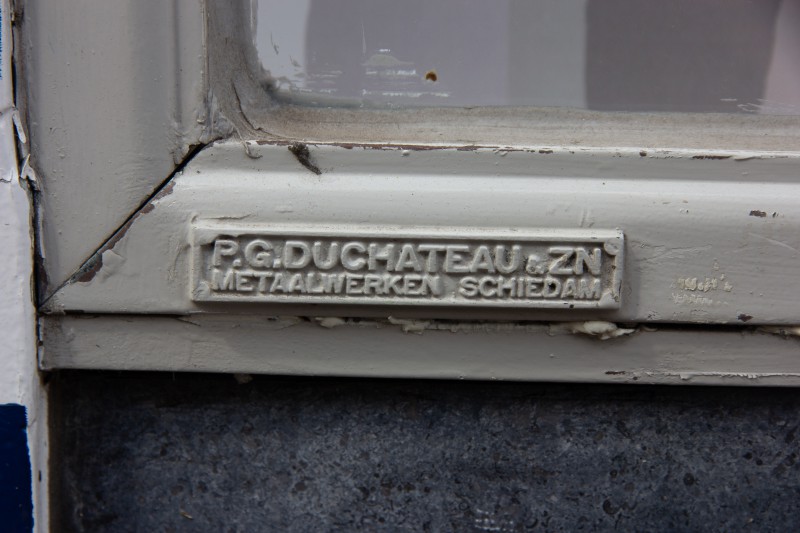 P.G.DUCHATEAU & ZN
METAALWERKEN SCHIEDAM